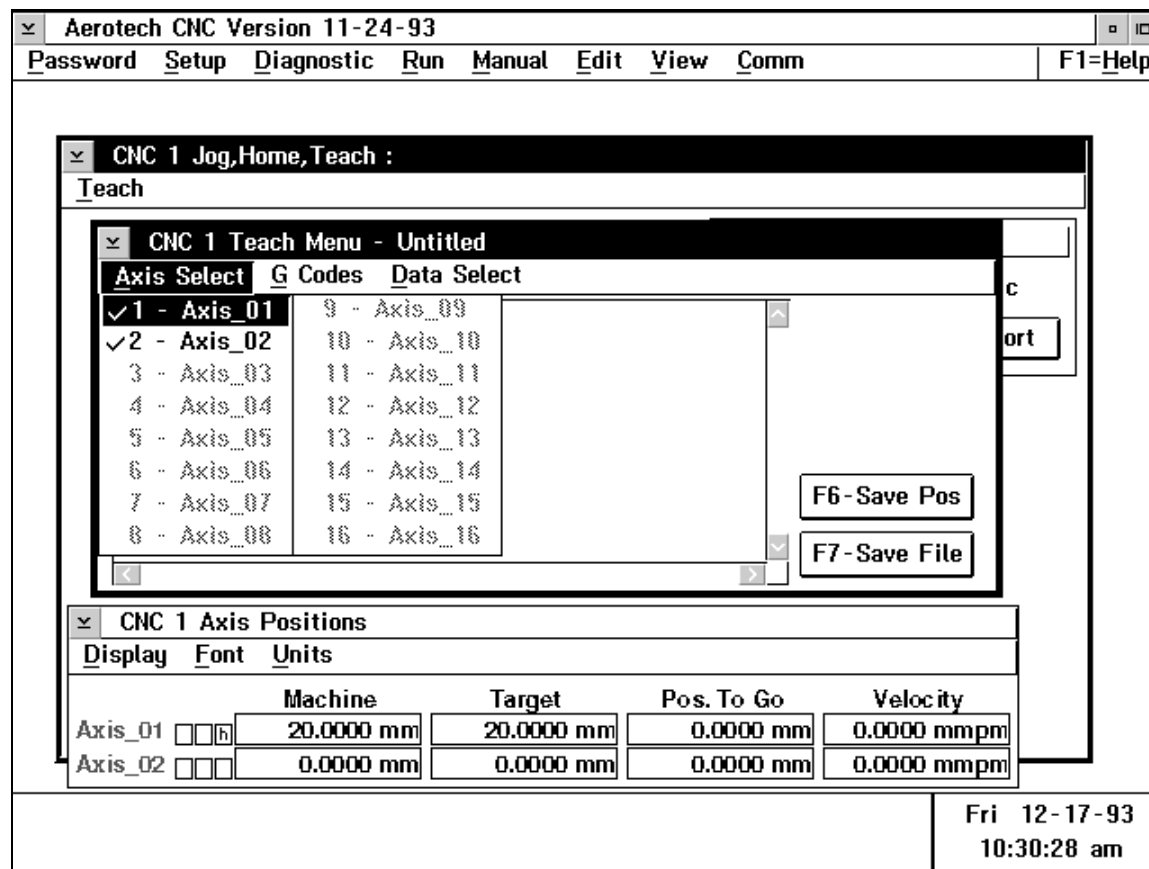 Aerotech CNC Version 11-24-93
Password Setup Diagnostic Run Manual Edit View Comm F1=Help
CNC 1 Jog,Home,Teach :
Teach
CNC 1 Teach Menu - Untitled
Axis Select G Codes Data Select
c
ort
✓1 - Axis_01 9 - Axis_09
✓2 - Axis_02 10 - Axis_10
3 - Axis_03 11 - Axis_11
4 - Axis_04 12 - Axis_12
5 - Axis_05 13 - Axis_13
6 - Axis_06 14 - Axis_14
7 - Axis_07 15 - Axis_15
8 - Axis_08 16 - Axis_16
F6-Save Pos
F7-Save File
CNC 1 Axis Positions
Display Font Units
Machine Target Pos. To Go Velocity
Axis_01 h 20.0000 mm 20.0000 mm 0.0000 mm 0.0000 mmpm
Axis_02 0.0000 mm 0.0000 mm 0.0000 mm 0.0000 mmpm
Fri 12-17-93
10:30:28 am